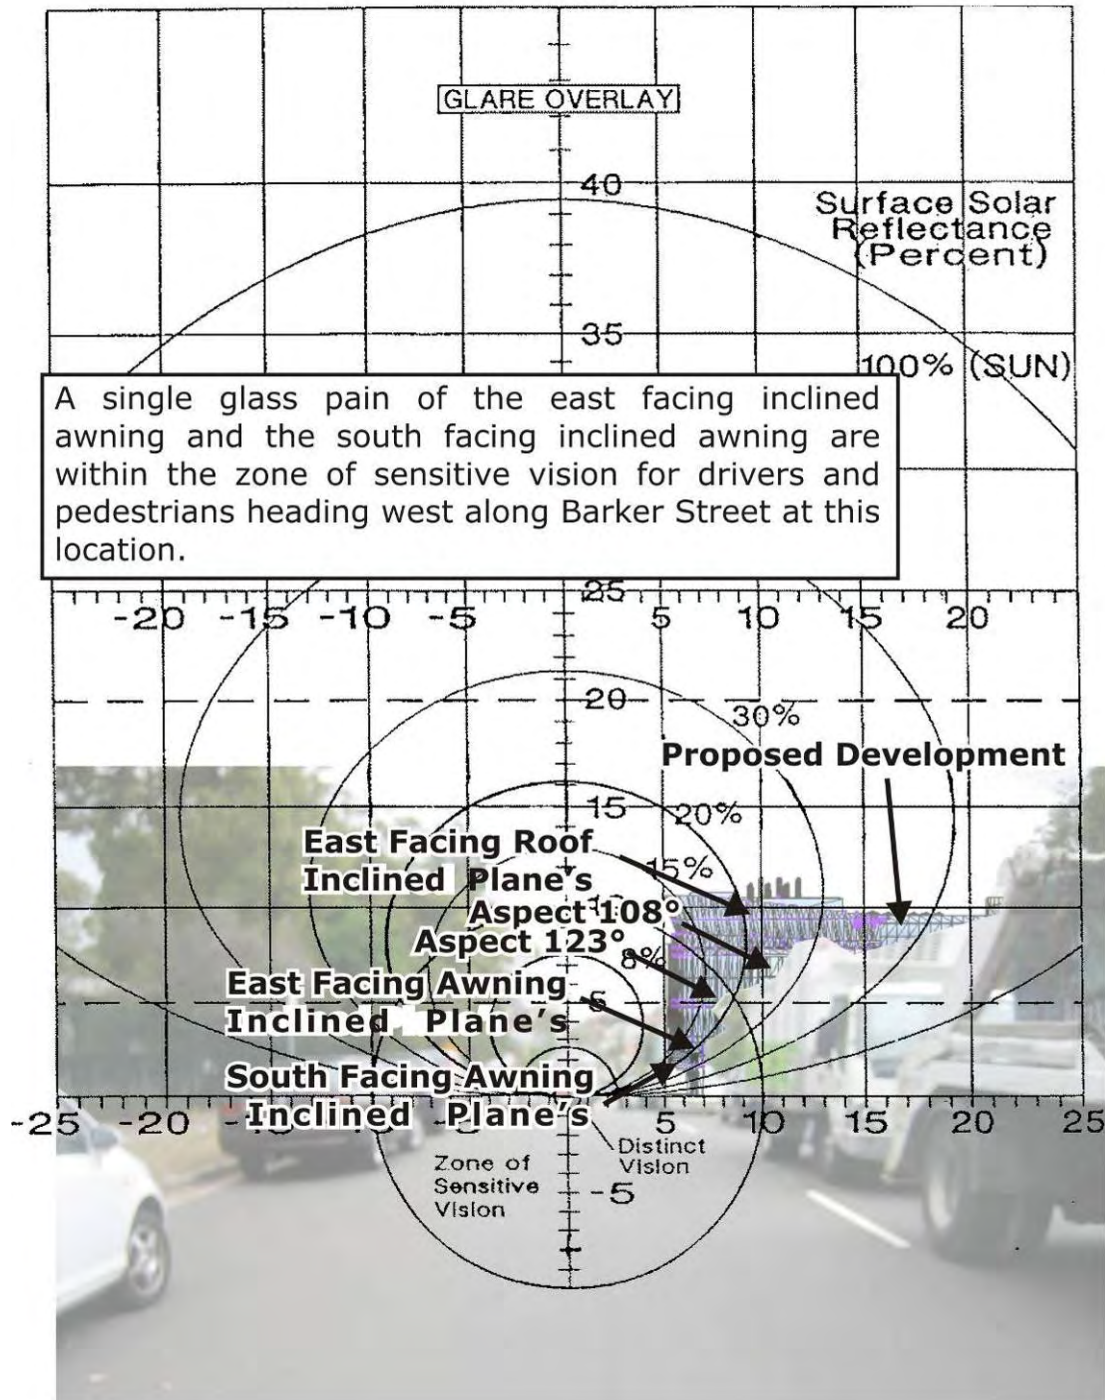 GLARE OVERLAY
40
Surface Solar
Reflectance
(Percent)
35
100% (SUN)
A single glass pain of the east facing inclined
awning and the south facing inclined awning are
within the zone of sensitive vision for drivers and
pedestrians heading west along Barker Street at this
location.
25
-20 -15 -10 -5 5 10 15 20
20
30%
Proposed Development
15
20%
East Facing Roof
Inclined Plane's
15%
Aspect 108°
Aspect 123°
8%
East Facing Awning
Inclined Plane's
5
South Facing Awning
Inclined Plane's
-25 -20 -15 -10 5 10 15 20 25
Distinct
Vision
Zone of
Sensitive
Vision
-5